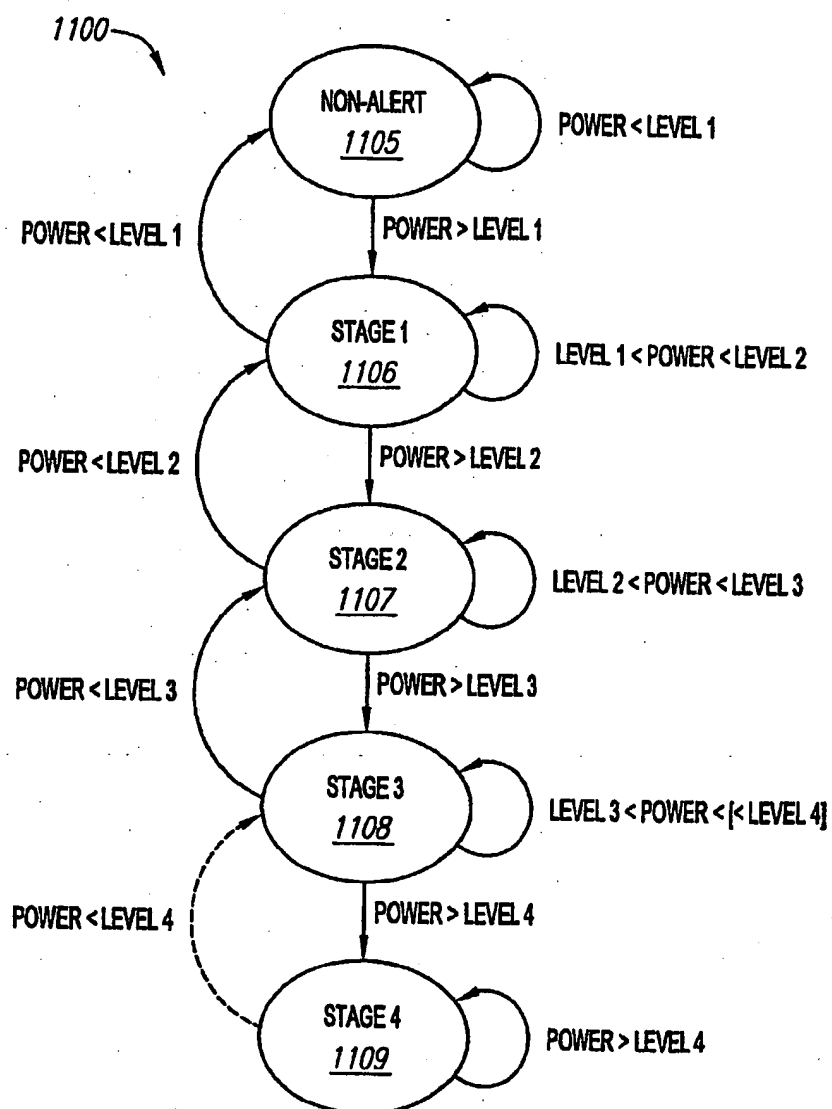 1100
NON-ALERT
1105
POWER < LEVEL 1
POWER < LEVEL 1
POWER > LEVEL 1
STAGE 1
1106
LEVEL 1 < POWER < LEVEL 2
POWER < LEVEL 2
POWER > LEVEL 2
STAGE 2
1107
LEVEL 2 < POWER < LEVEL 3
POWER < LEVEL 3
POWER > LEVEL 3
STAGE 3
1108
LEVEL 3 < POWER < [< LEVEL 4]
POWER < LEVEL 4
POWER > LEVEL 4
STAGE 4
1109
POWER > LEVEL 4